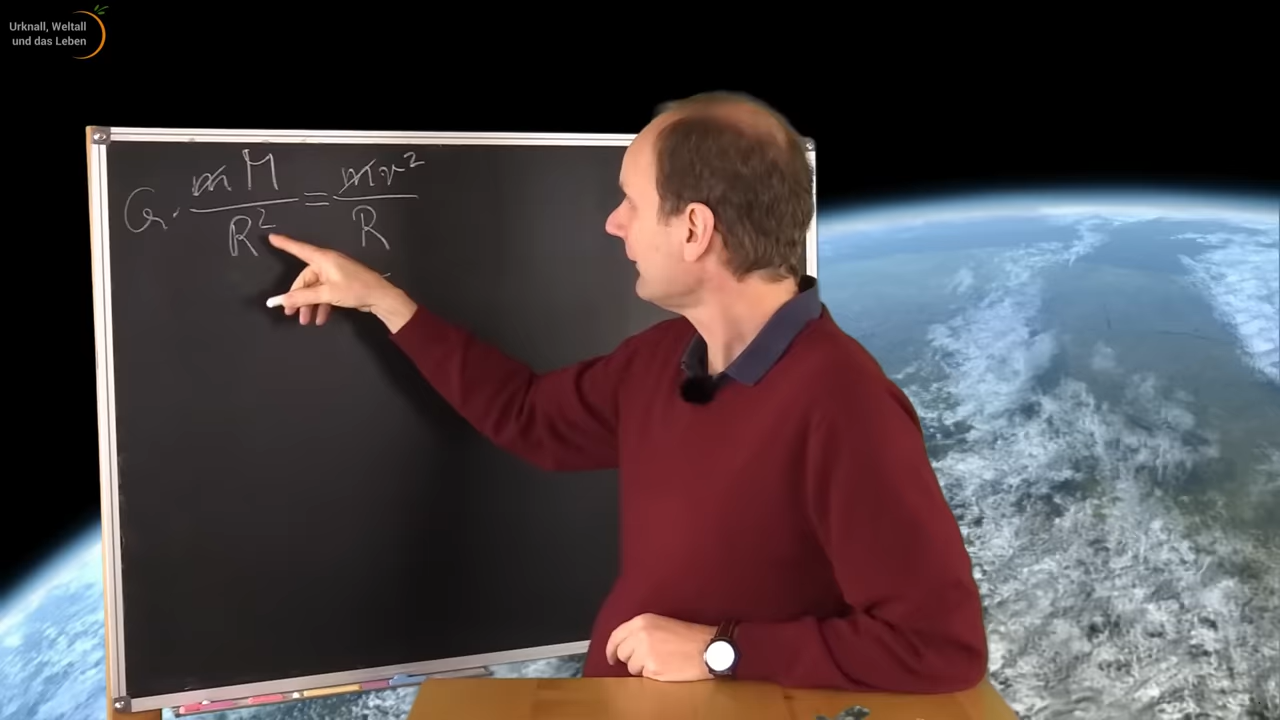 Urknall, Weltall
und das Leben
G · mM/R² = mv²/R